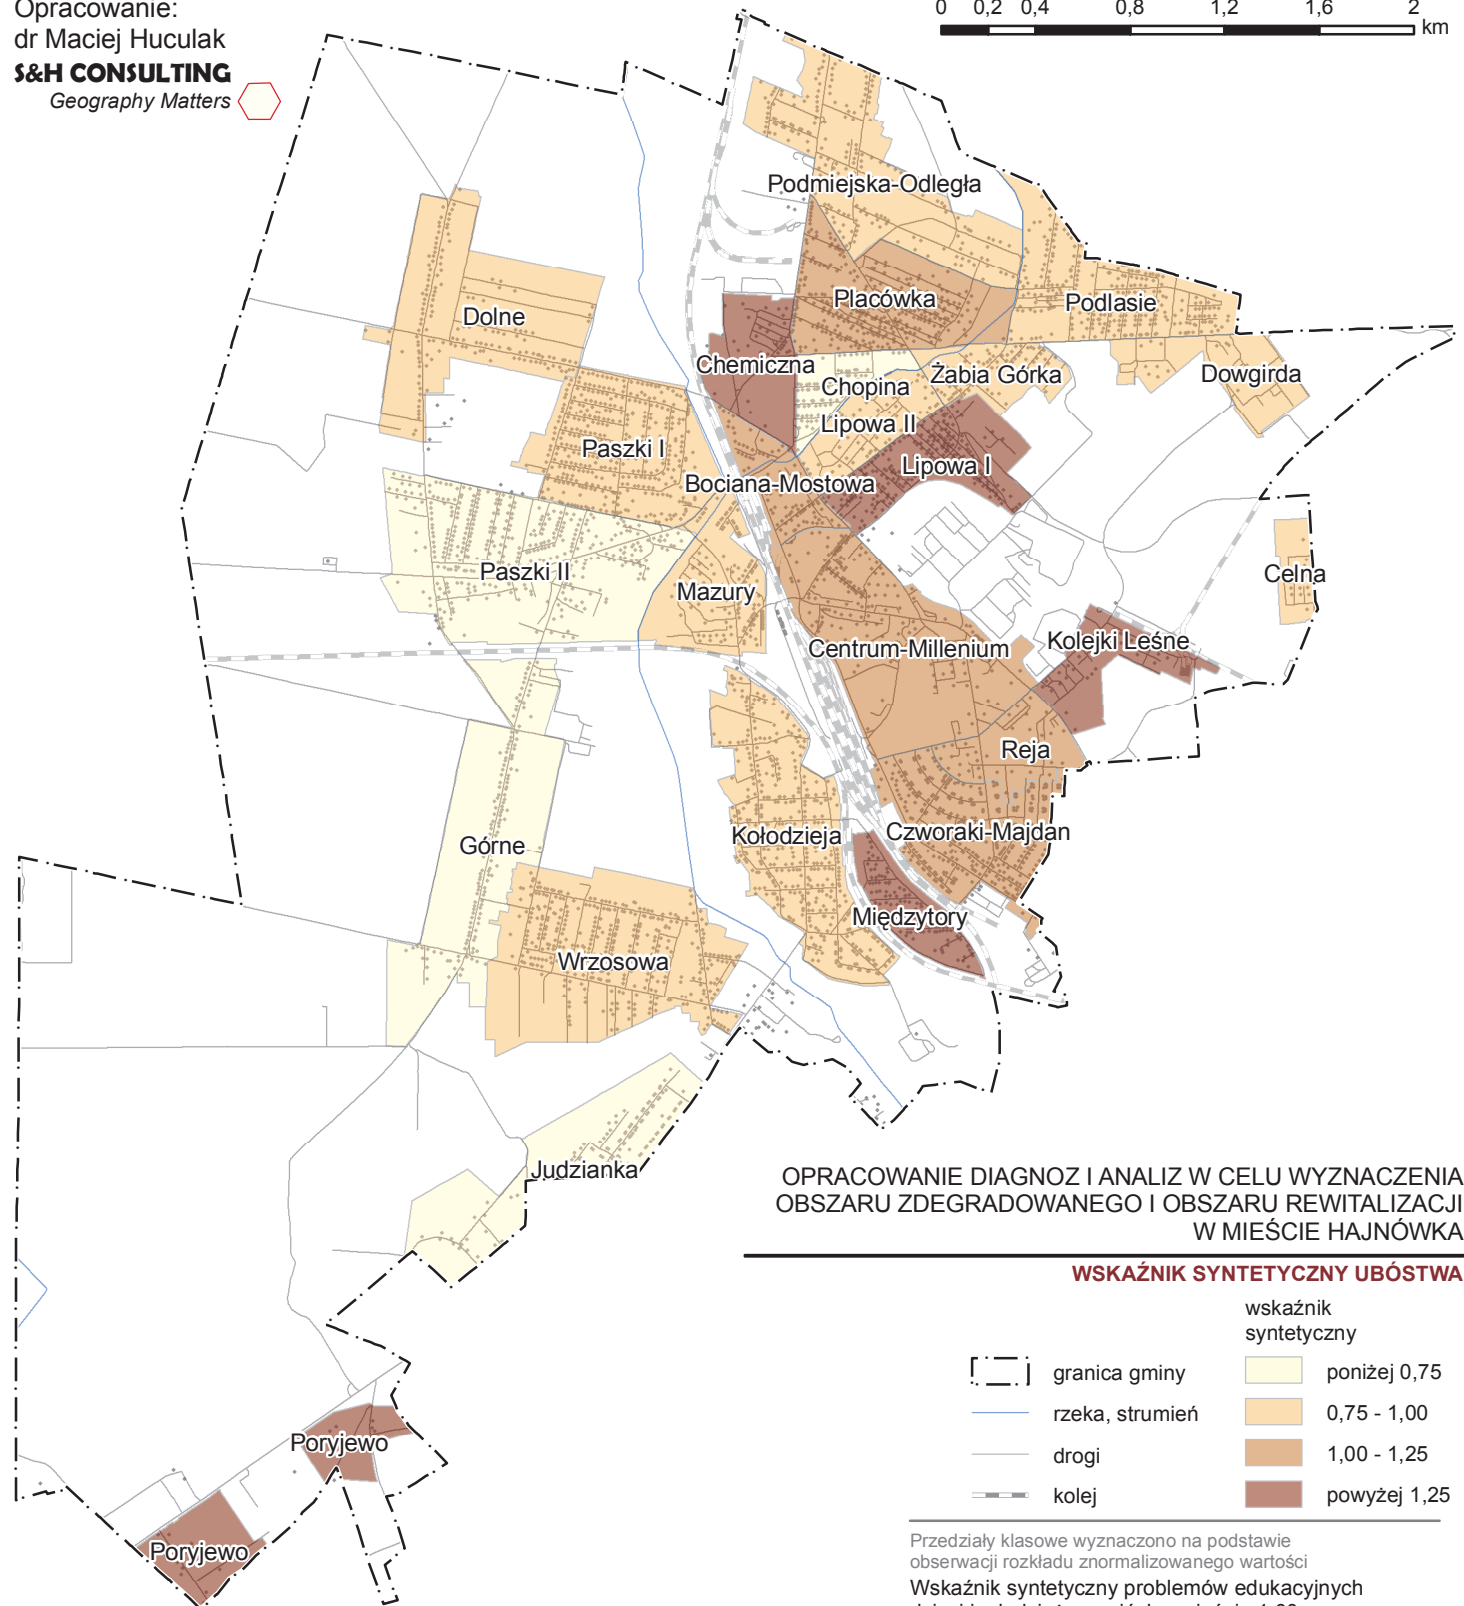 Opracowanie:
dr Maciej Huculak
S&H CONSULTING
Geography Matters
0 0,2 0,4 0,8 1,2 1,6 2
km
Podmiejska-Odległa
Placówka
Podlasie
Dolne
Chemiczna
Chopina
Żabia Górka
Dowgirda
Lipowa II
Paszki I
Lipowa I
Bociana-Mostowa
Paszki II
Mazury
Celna
Centrum-Millenium
Kolejki Leśne
Reja
Górne
Kołodzieja
Czworaki-Majdan
Międzytory
Wrzosowa
Judzianka
Poryjewo
Poryjewo
OPRACOWANIE DIAGNOZ I ANALIZ W CELU WYZNACZENIA
OBSZARU ZDEGRADOWANEGO I OBSZARU REWITALIZACJI
W MIEŚCIE HAJNÓWKA
WSKAŹNIK SYNTETYCZNY UBÓSTWA
wskaźnik
syntetyczny
granica gminy
poniżej 0,75
rzeka, strumień
0,75 - 1,00
drogi
1,00 - 1,25
kolej
powyżej 1,25
Przedziały klasowe wyznaczono na podstawie
obserwacji rozkładu znormalizowanego wartości
Wskaźnik syntetyczny problemów edukacyjnych